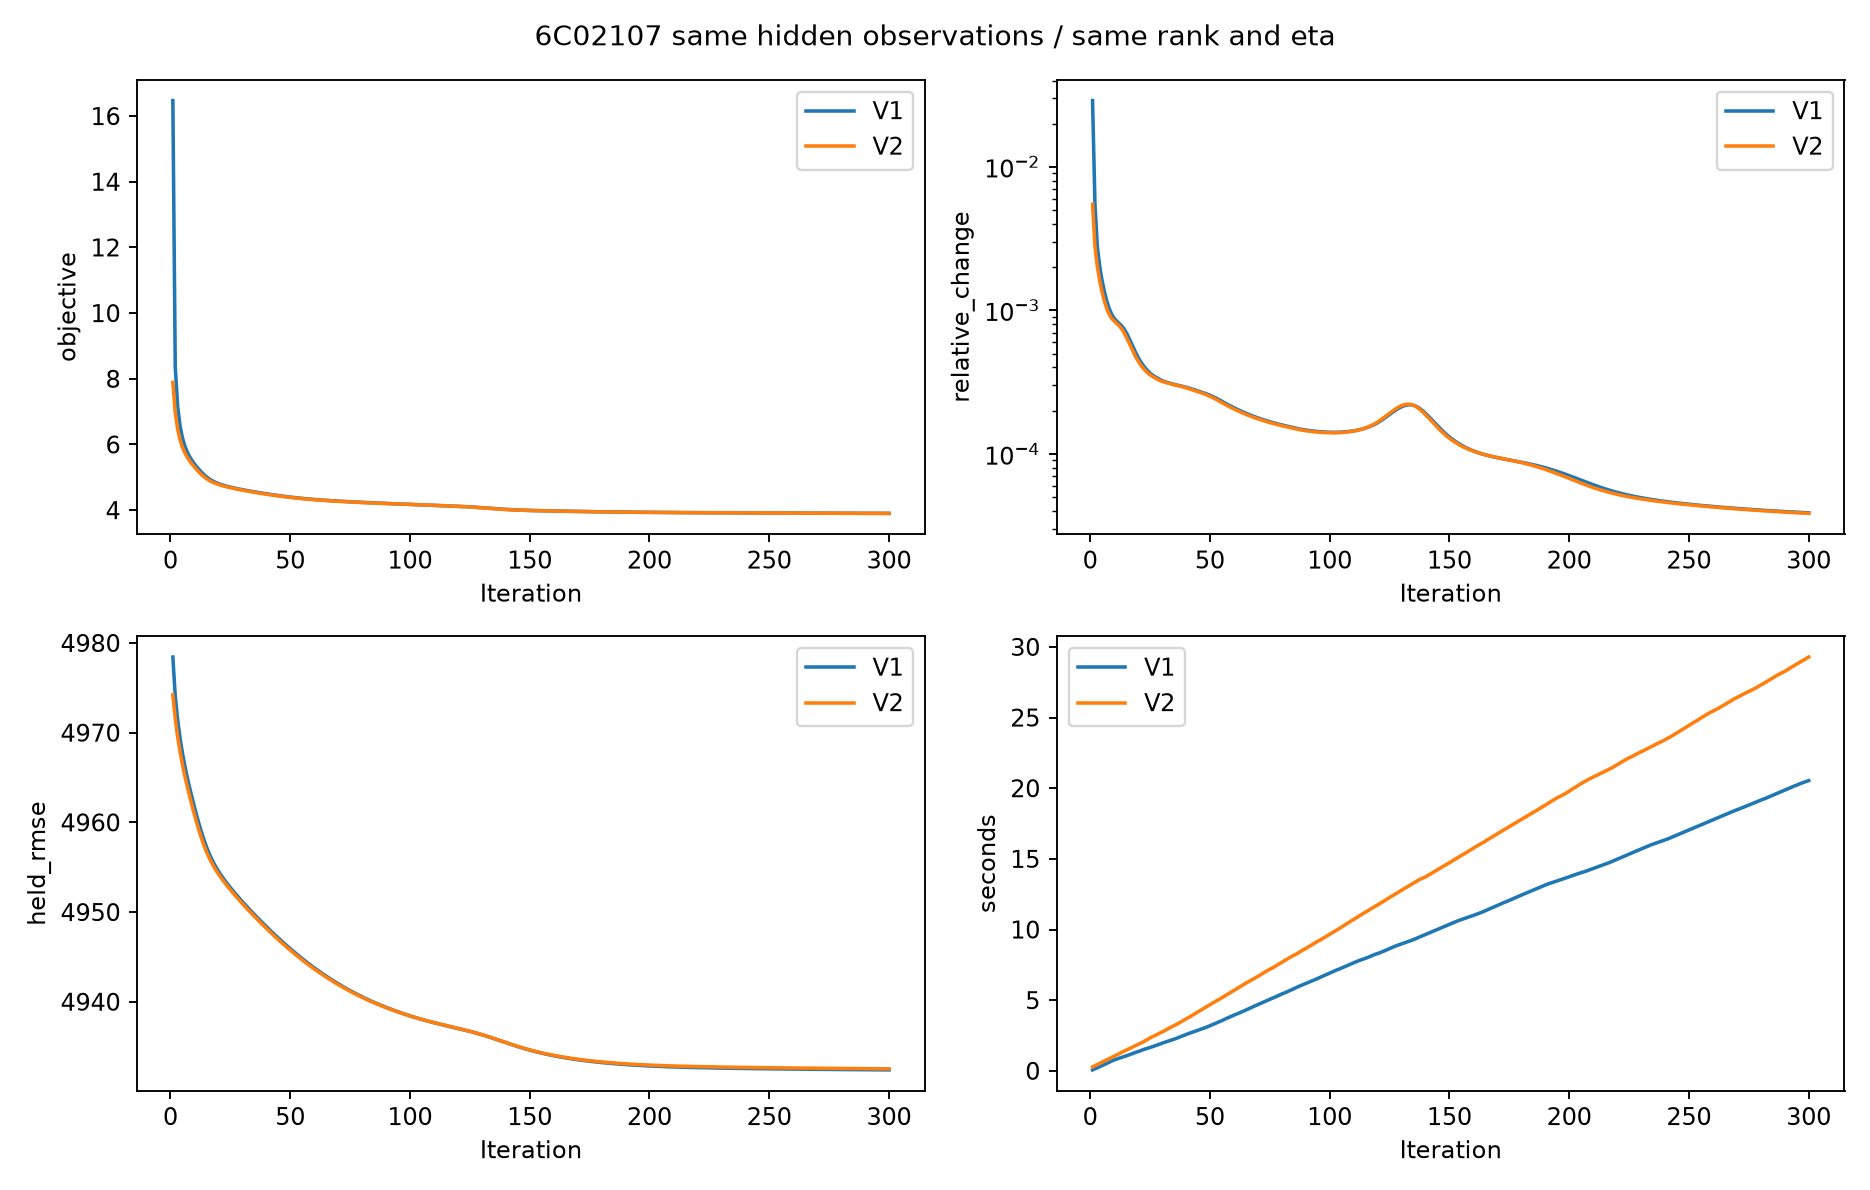 6C02107 same hidden observations / same rank and eta
objective
16
14
12
10
8
6
4
0 50 100 150 200 250 300
Iteration
V1
V2
relative_change
10⁻²
10⁻³
10⁻⁴
0 50 100 150 200 250 300
Iteration
V1
V2
held_rmse
4980
4970
4960
4950
4940
0 50 100 150 200 250 300
Iteration
V1
V2
seconds
30
25
20
15
10
5
0
0 50 100 150 200 250 300
Iteration
V1
V2